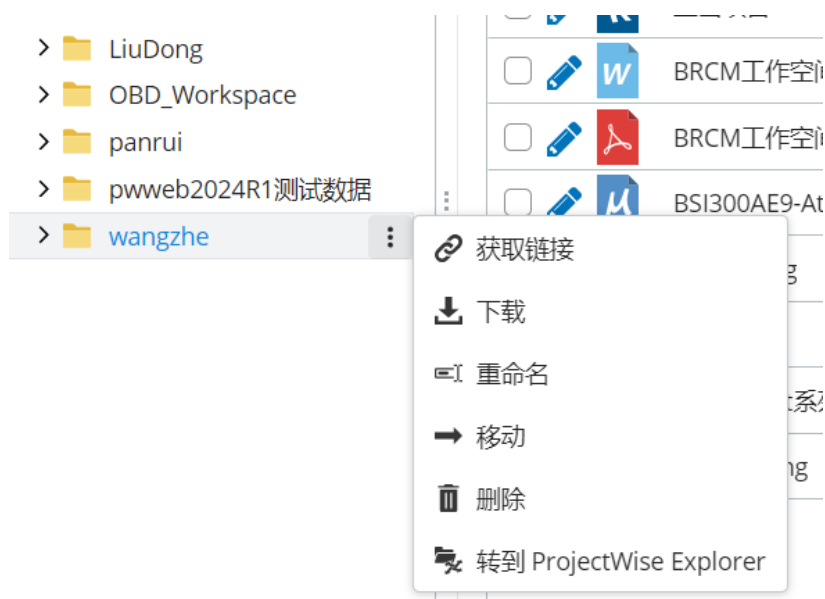 LiuDong
OBD_Workspace
panrui
pwweb2024R1测试数据
wangzhe
BRCM工作空
BRCM工作空
BSI300AE9-At
获取链接
下载
重命名
移动
删除
转到 ProjectWise Explorer
g
系
ng